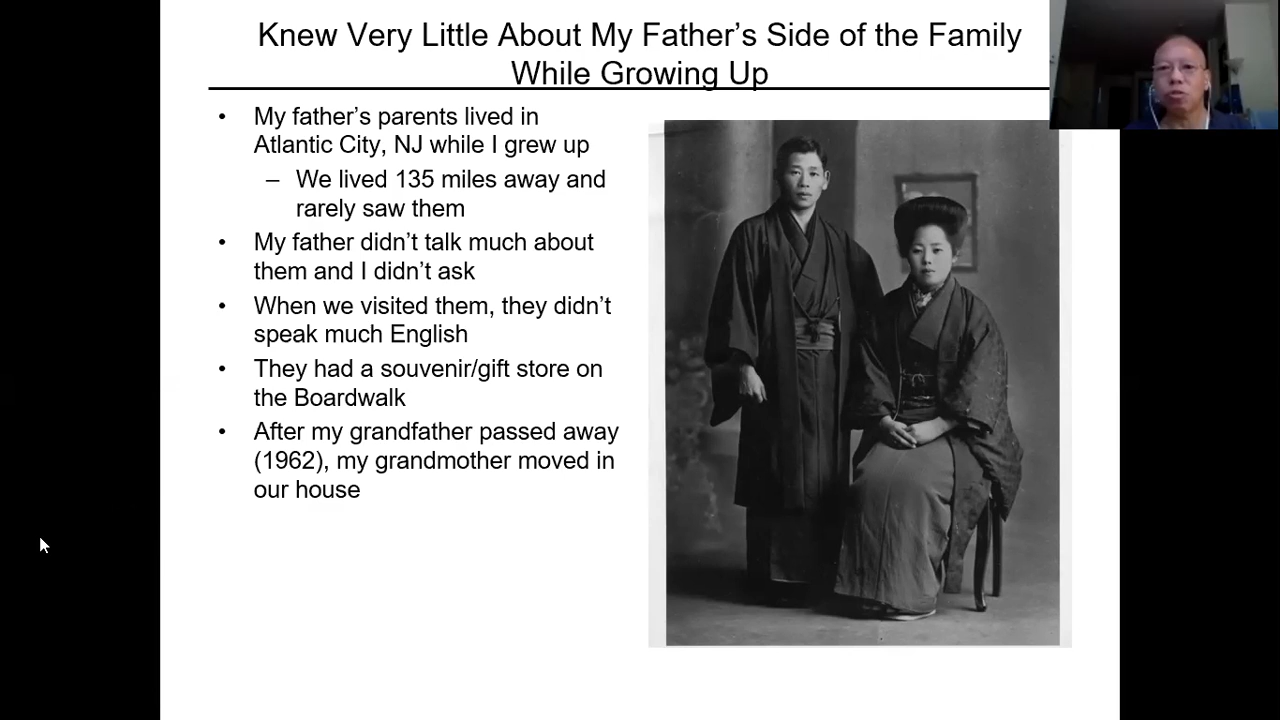 Knew Very Little About My Father’s Side of the Family
While Growing Up
• My father’s parents lived in
Atlantic City, NJ while I grew up
– We lived 135 miles away and
rarely saw them
• My father didn’t talk much about
them and I didn’t ask
• When we visited them, they didn’t
speak much English
• They had a souvenir/gift store on
the Boardwalk
• After my grandfather passed away
(1962), my grandmother moved in
our house